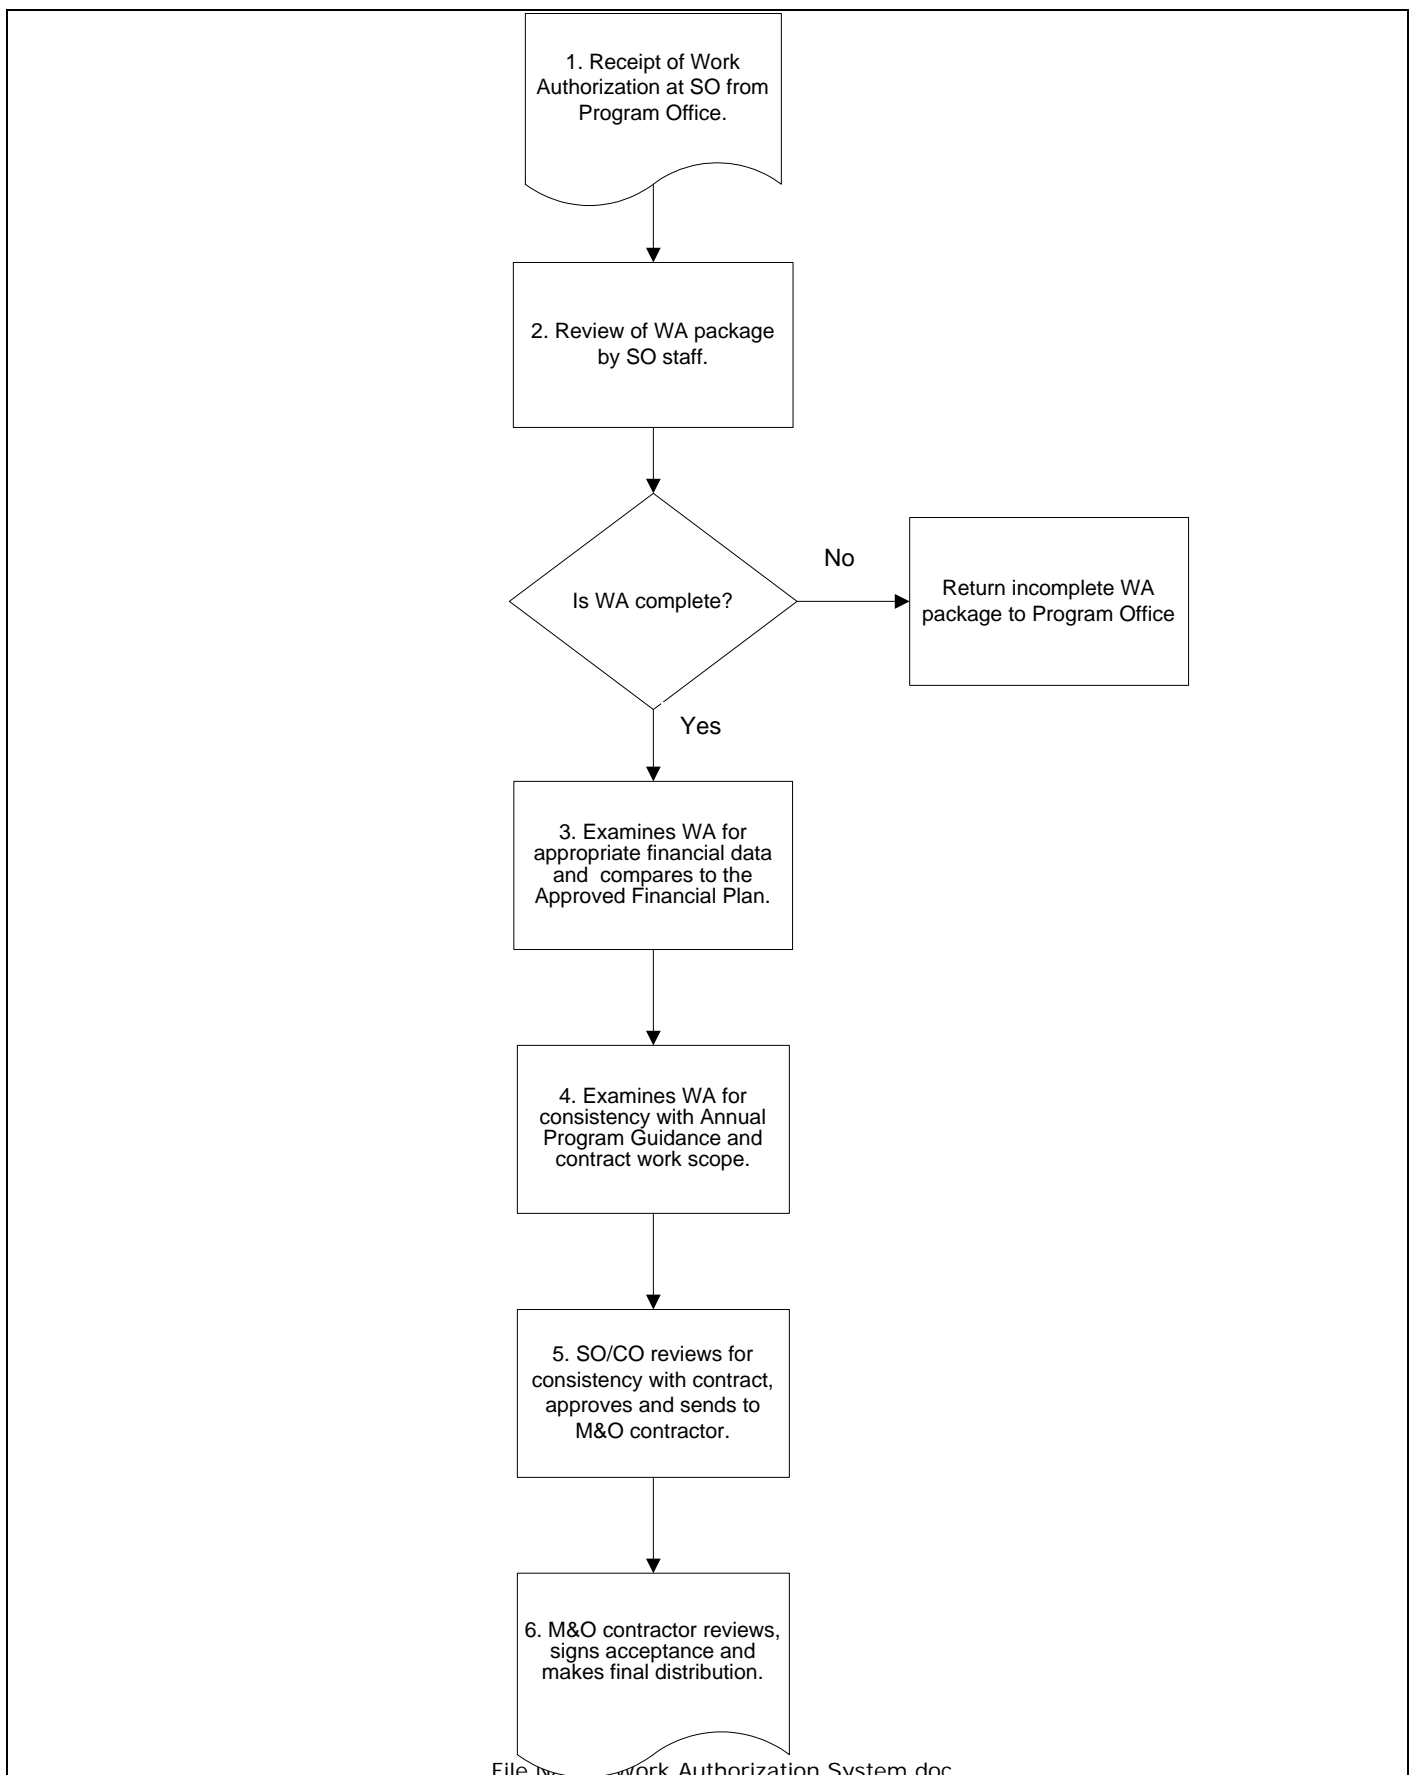 1. Receipt of Work
Authorization at SO from
Program Office.
2. Review of WA package
by SO staff.
Is WA complete?
No
Return incomplete WA
package to Program Office
Yes
3. Examines WA for
appropriate financial data
and compares to the
Approved Financial Plan.
4. Examines WA for
consistency with Annual
Program Guidance and
contract work scope.
5. SO/CO reviews for
consistency with contract,
approves and sends to
M&O contractor.
6. M&O contractor reviews,
signs acceptance and
makes final distribution.
File Work Authorization System.doc